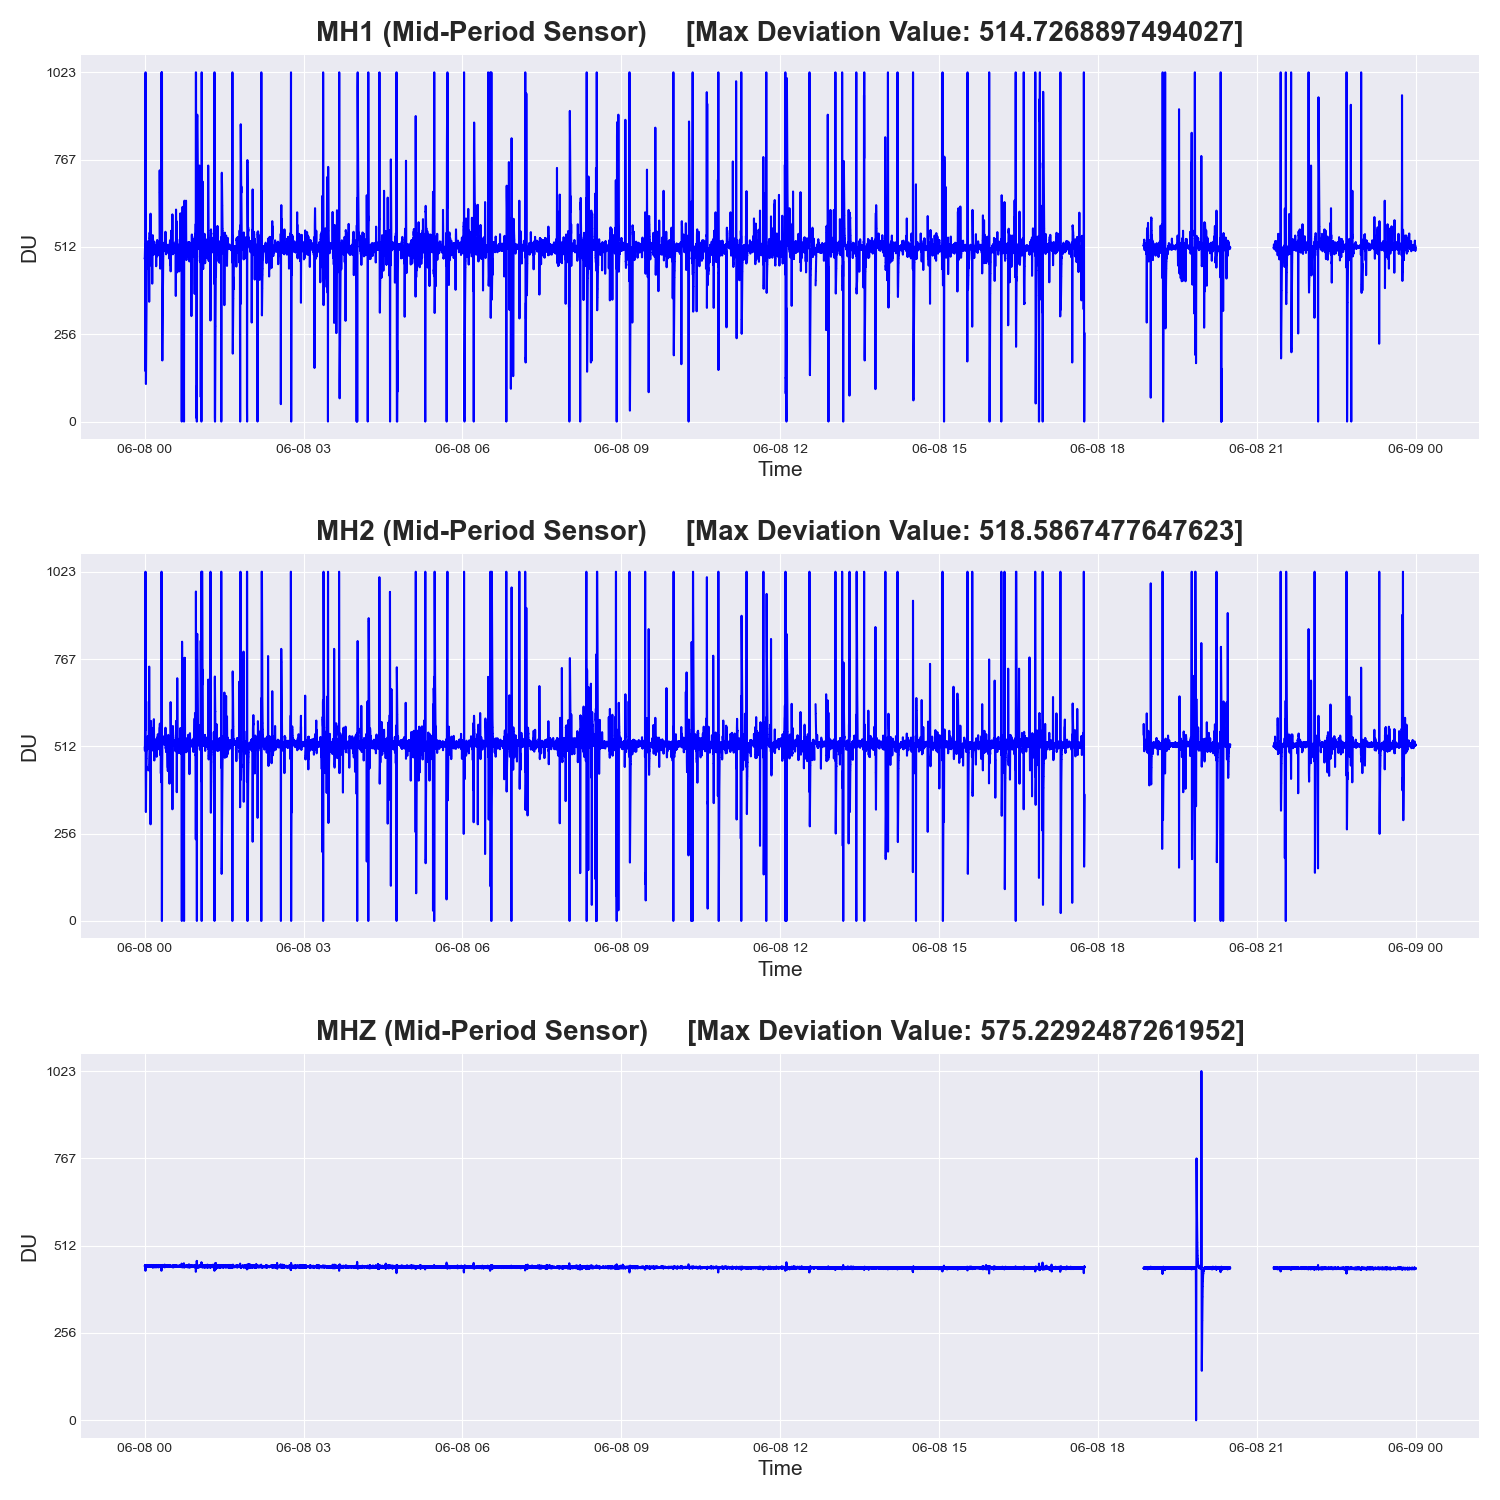 MH1 (Mid-Period Sensor) [Max Deviation Value: 514.7268897494027]
1023
767
512
256
0
DU
06-08 00 06-08 03 06-08 06 06-08 09 06-08 12 06-08 15 06-08 18 06-08 21 06-09 00
Time
MH2 (Mid-Period Sensor) [Max Deviation Value: 518.5867477647623]
1023
767
512
256
0
DU
06-08 00 06-08 03 06-08 06 06-08 09 06-08 12 06-08 15 06-08 18 06-08 21 06-09 00
Time
MHZ (Mid-Period Sensor) [Max Deviation Value: 575.2292487261952]
1023
767
512
256
0
DU
06-08 00 06-08 03 06-08 06 06-08 09 06-08 12 06-08 15 06-08 18 06-08 21 06-09 00
Time